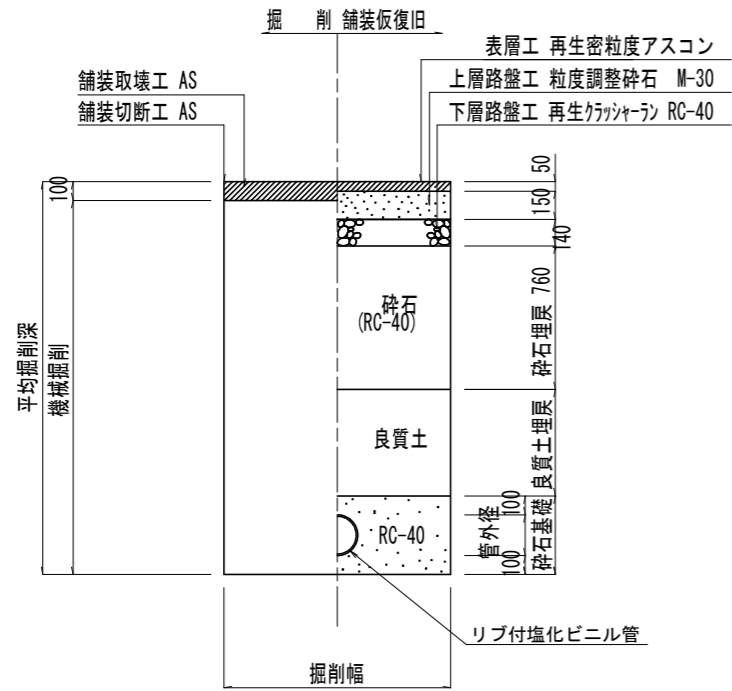 掘　削 舗装仮復旧
表層工 再生密粒度アスコン
舗装取壊工 AS
上層路盤工 粒度調整砕石 M-30
舗装切断工 AS
下層路盤工 再生クラッシャーラン RC-40
100
50
150
140
砕石埋戻 760
砕石
(RC-40)
平均掘削深
機械掘削
良質土
良質土埋戻
100
管外径
100
砕石基礎
RC-40
リブ付塩化ビニル管
掘削幅